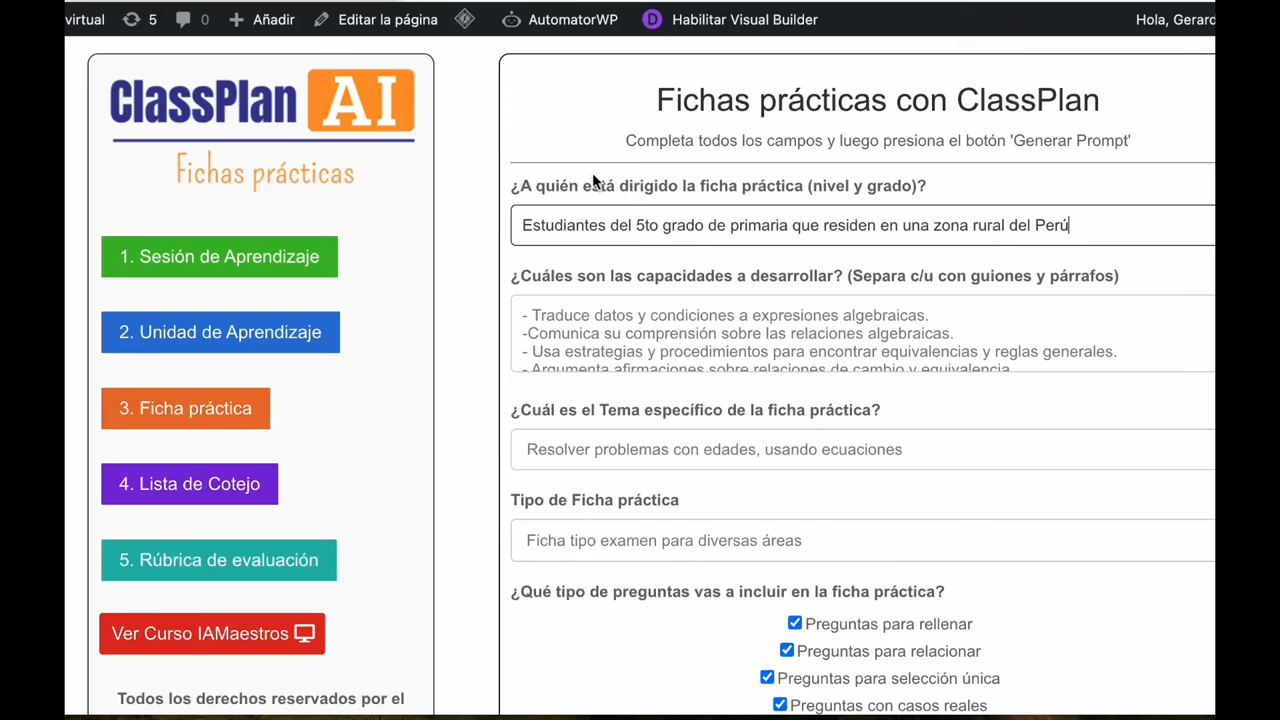 virtual 5 0 Añadir Editar la página AutomatorWP Habilitar Visual Builder Hola, Gerard
ClassPlan AI
Fichas prácticas
1. Sesión de Aprendizaje
2. Unidad de Aprendizaje
3. Ficha práctica
4. Lista de Cotejo
5. Rúbrica de evaluación
Ver Curso IAMaestros
Todos los derechos reservados por el
Fichas prácticas con ClassPlan
Completa todos los campos y luego presiona el botón 'Generar Prompt'
¿A quién está dirigido la ficha práctica (nivel y grado)?
Estudiantes del 5to grado de primaria que residen en una zona rural del Perú
¿Cuáles son las capacidades a desarrollar? (Separa c/u con guiones y párrafos)
- Traduce datos y condiciones a expresiones algebraicas.
-Comunica su comprensión sobre las relaciones algebraicas.
- Usa estrategias y procedimientos para encontrar equivalencias y reglas generales.
- Argumenta afirmaciones sobre relaciones de cambio y equivalencia
¿Cuál es el Tema específico de la ficha práctica?
Resolver problemas con edades, usando ecuaciones
Tipo de Ficha práctica
Ficha tipo examen para diversas áreas
¿Qué tipo de preguntas vas a incluir en la ficha práctica?
Preguntas para rellenar
Preguntas para relacionar
Preguntas para selección única
Preguntas con casos reales